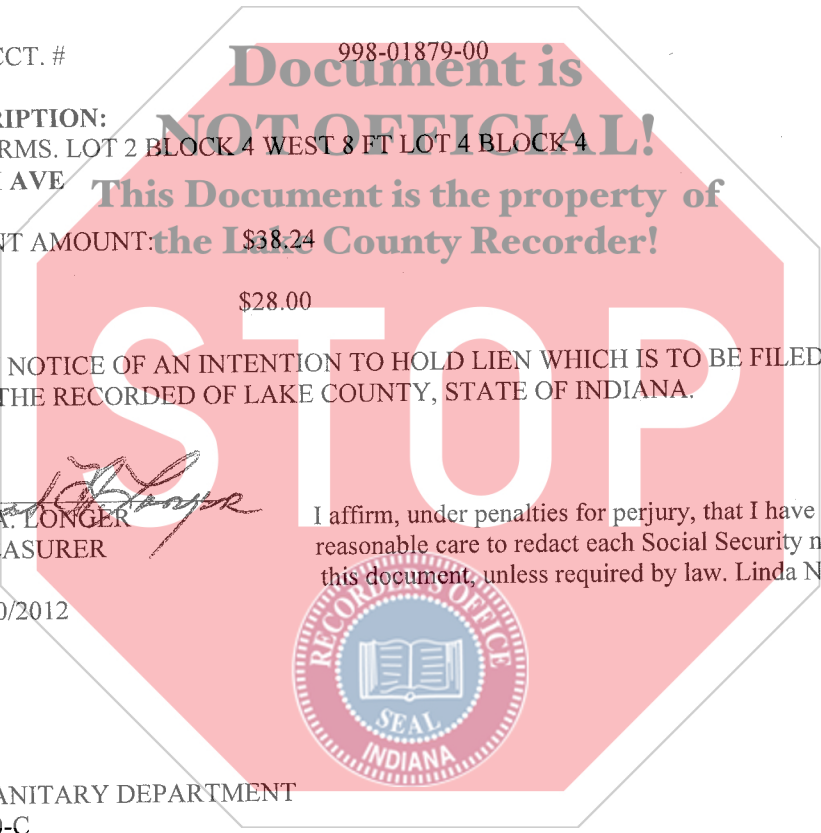 CCT. # 998-01879-00
Document is
RIPTION:
NOT OFFICIAL!
RMS. LOT 2 BLOCK 4 WEST 8 FT LOT 4 BLOCK 4
AVE
This Document is the property of
NT AMOUNT: $38.24
the Lake County Recorder!
$28.00
STOP
NOTICE OF AN INTENTION TO HOLD LIEN WHICH IS TO BE FILED
THE RECORDED OF LAKE COUNTY, STATE OF INDIANA.
A. LONGER
I affirm, under penalties for perjury, that I have
EASURER
reasonable care to redact each Social Security n
this document, unless required by law. Linda N
0/2012
RECORDER'S OFFICE
SEAL
INDIANA
ANITARY DEPARTMENT
0-C